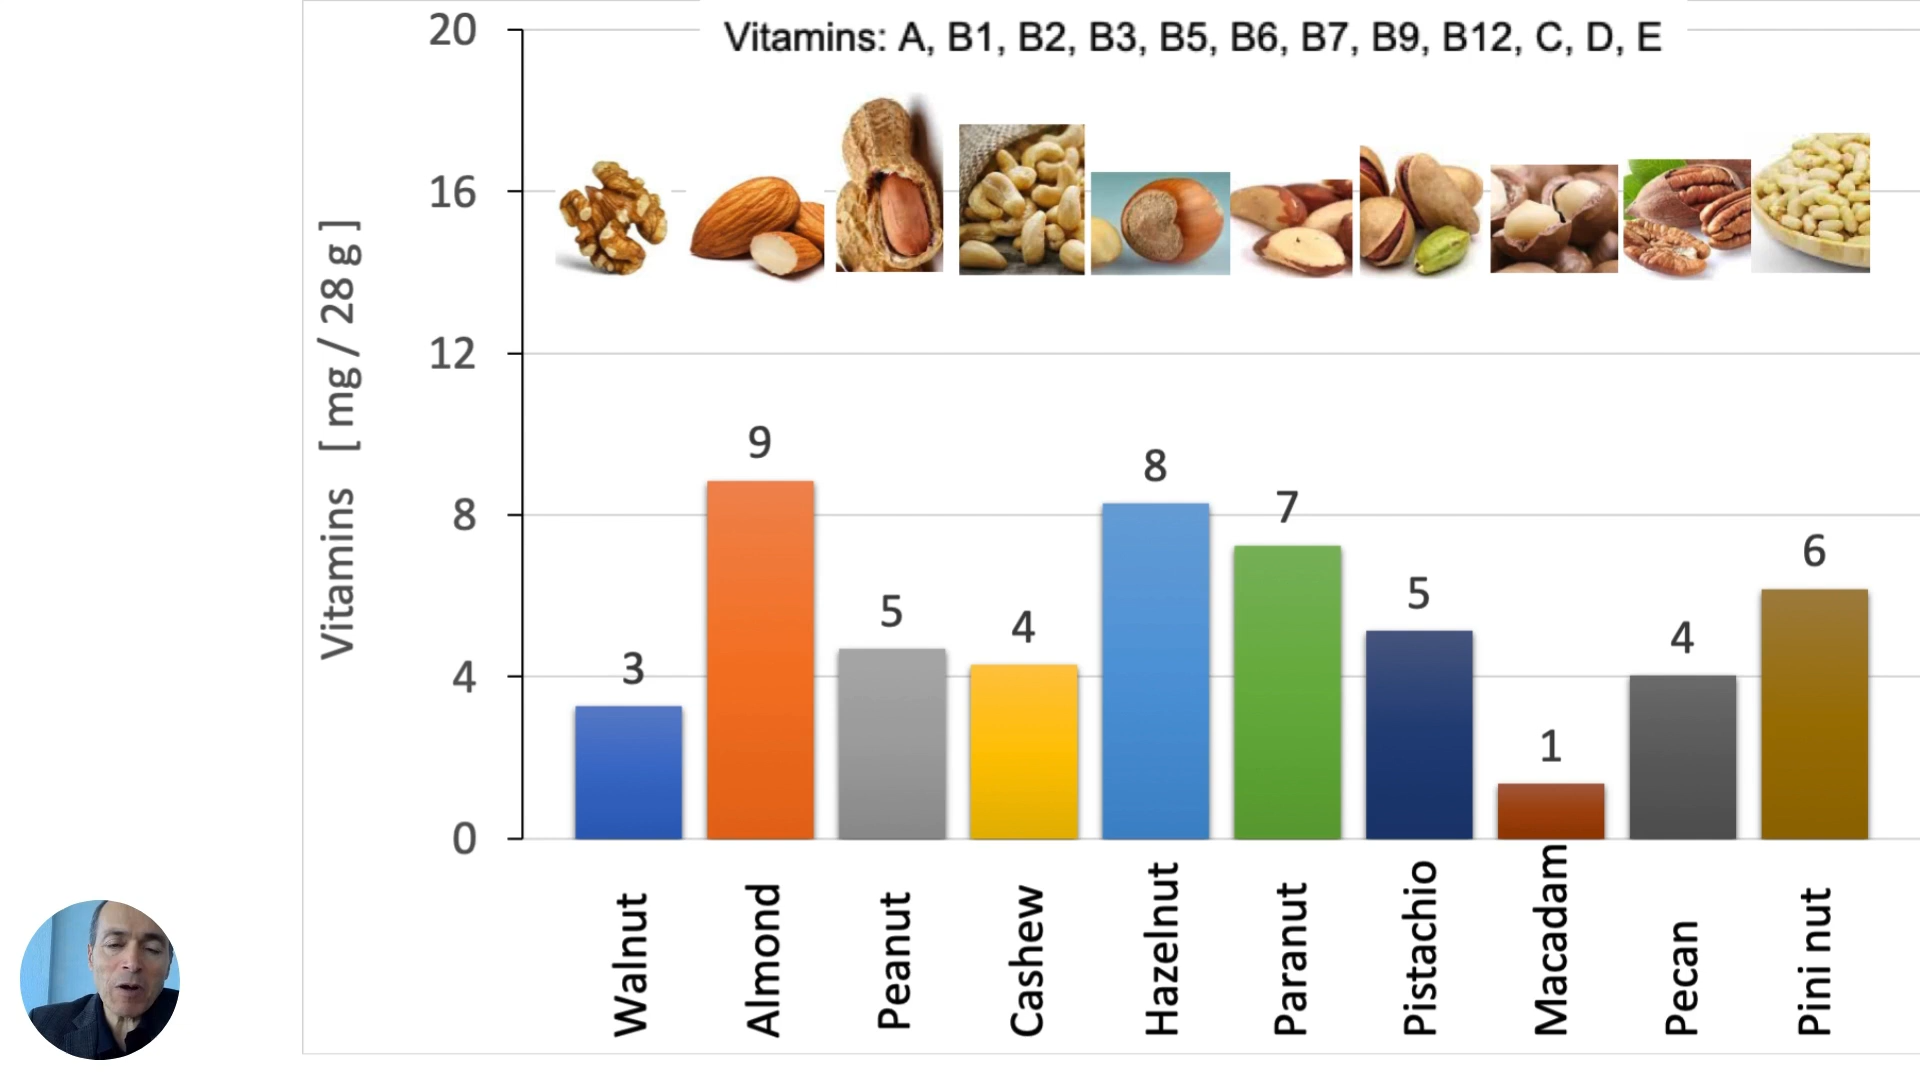 Vitamins: A, B1, B2, B3, B5, B6, B7, B9, B12, C, D, E
Vitamins [ mg / 28 g ]
20
16
12
8
4
0
3
9
5
4
8
7
5
1
4
6
Walnut
Almond
Peanut
Cashew
Hazelnut
Paranut
Pistachio
Macadam
Pecan
Pini nut